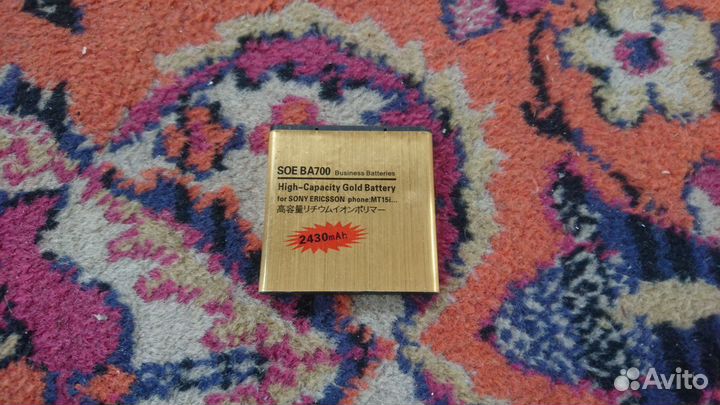 SOE BA700 Business Batteries
High-Capacity Gold Battery
for SONY ERICSSON phone:MT15i...
高容量リチウムイオンポリマー
2430mAh
Avito